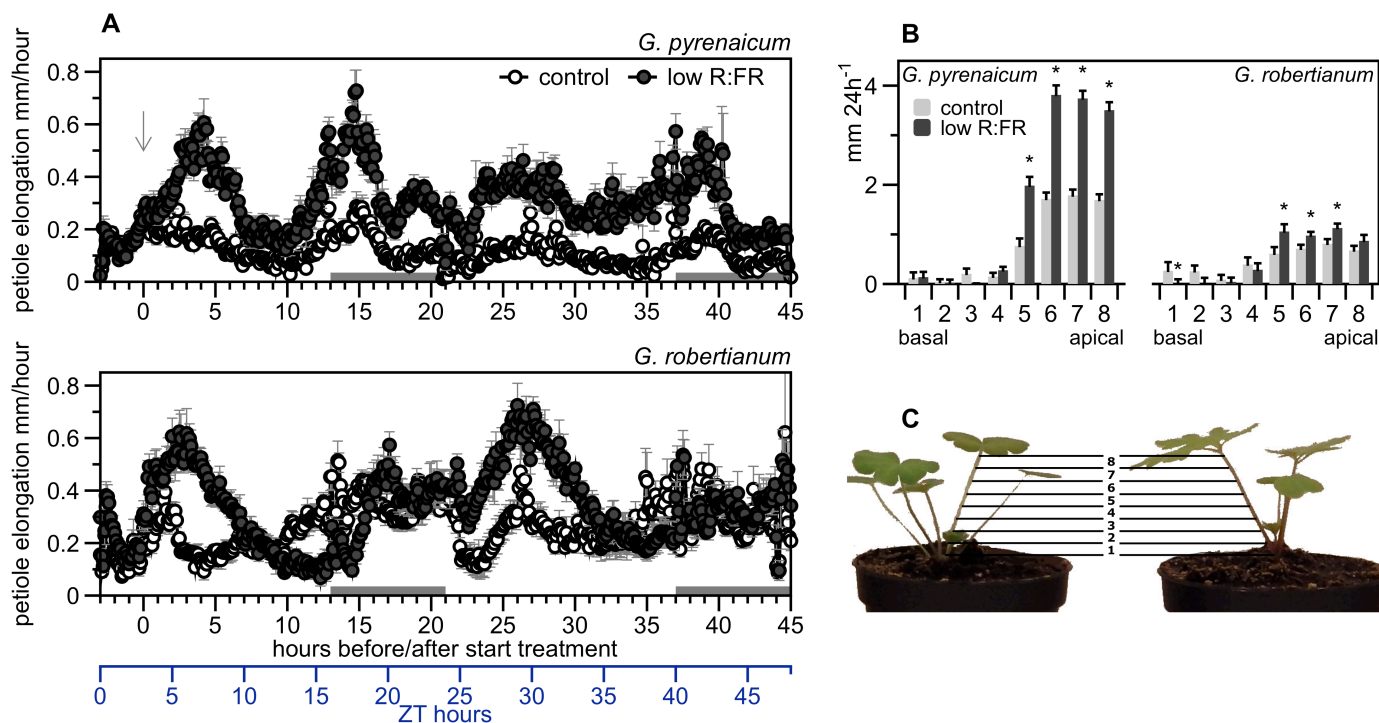 A
G. pyrenaicum
petiole elongation mm/hour
0.8
0.6
0.4
0.2
0
control low R:FR
0 5 10 15 20 25 30 35 40 45
G. robertianum
petiole elongation mm/hour
0.8
0.6
0.4
0.2
0
0 5 10 15 20 25 30 35 40 45
hours before/after start treatment
0 5 10 15 20 25 30 35 40 45
ZT hours
B
G. pyrenaicum G. robertianum
mm 24h⁻¹
4
2
0
control
low R:FR
* * * *
* * * *
1 2 3 4 5 6 7 8 1 2 3 4 5 6 7 8
basal apical basal apical
C
8
7
6
5
4
3
2
1